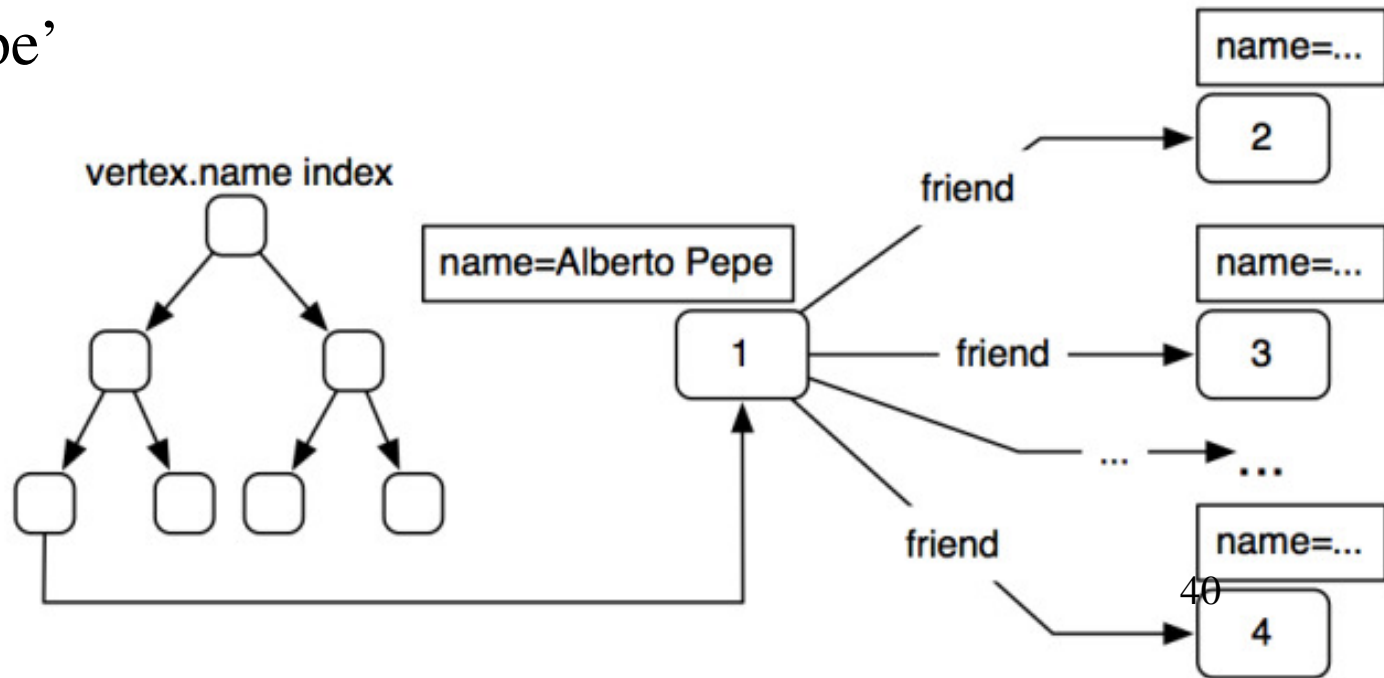 pe’
name=...
2
vertex.name index
friend
name=Alberto Pepe
name=...
1
friend
3
...
...
friend
name=...
40
4